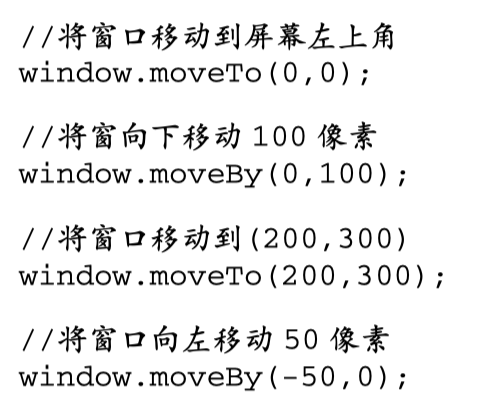 //将窗口移动到屏幕左上角
window.moveTo(0,0);
//将窗向下移动 100 像素
window.moveBy(0,100);
//将窗口移动到(200,300)
window.moveTo(200,300);
//将窗口向左移动 50 像素
window.moveBy(-50,0);